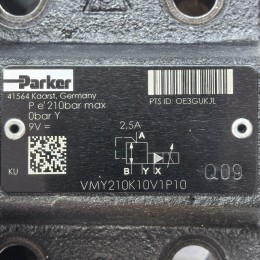 Parker
41564 Kaarst, Germany
PTS ID: OE3GUKJL
P e' 210bar max
0bar Y
9V =
2,5A
A
B Y X
KU
VMY210K10V1P10
Q09